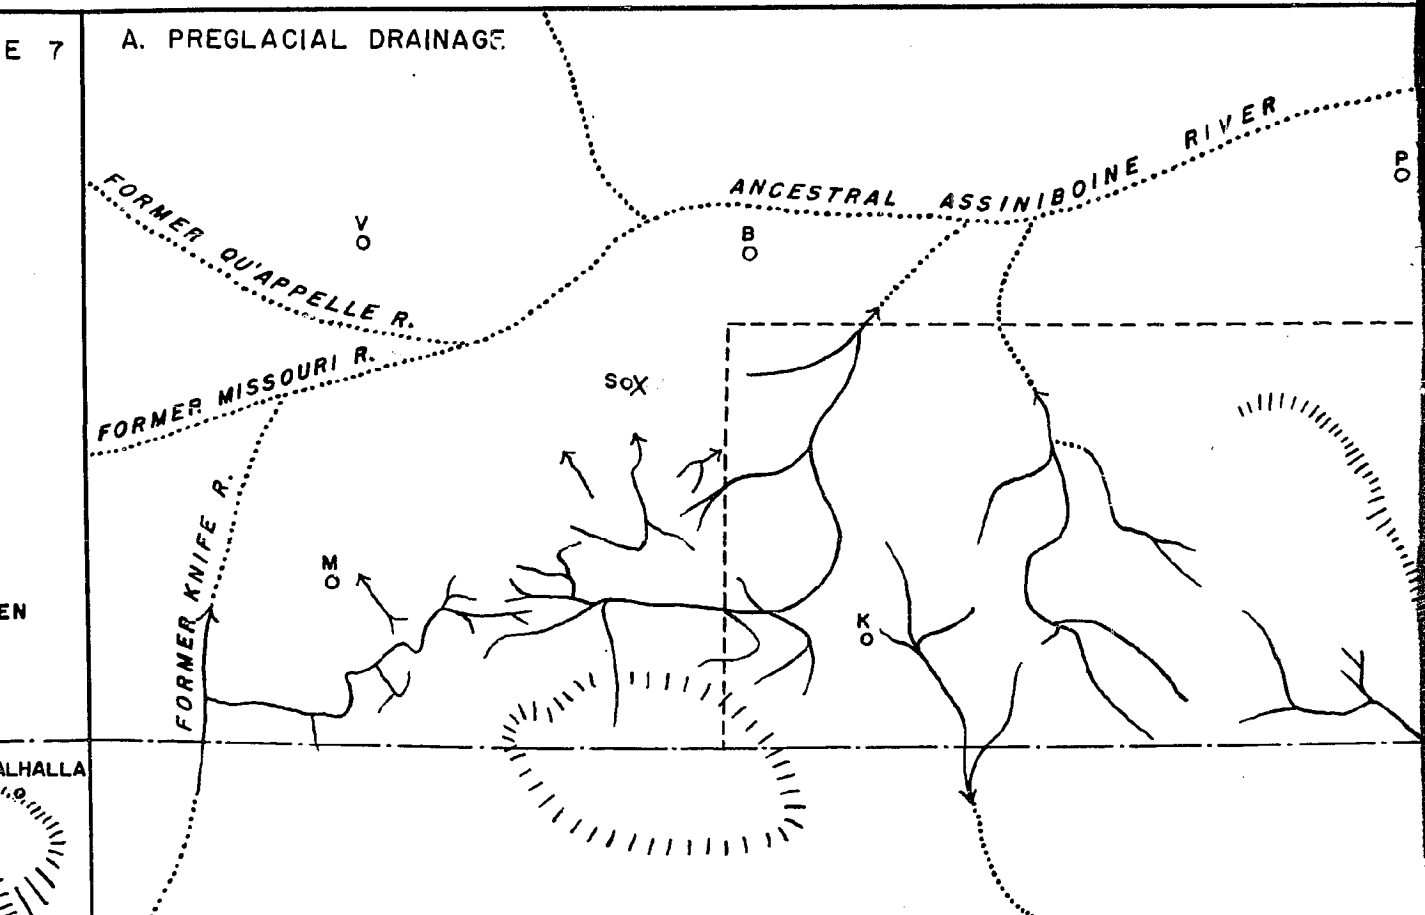 E 7
A. PREGLACIAL DRAINAGE
ANCESTRAL ASSINIBOINE RIVER
P
FORMER QU'APPELLE R.
V
B
FORMER MISSOURI R.
So
X
FORMER KNIFE R.
M
K
EN
ALHALLA